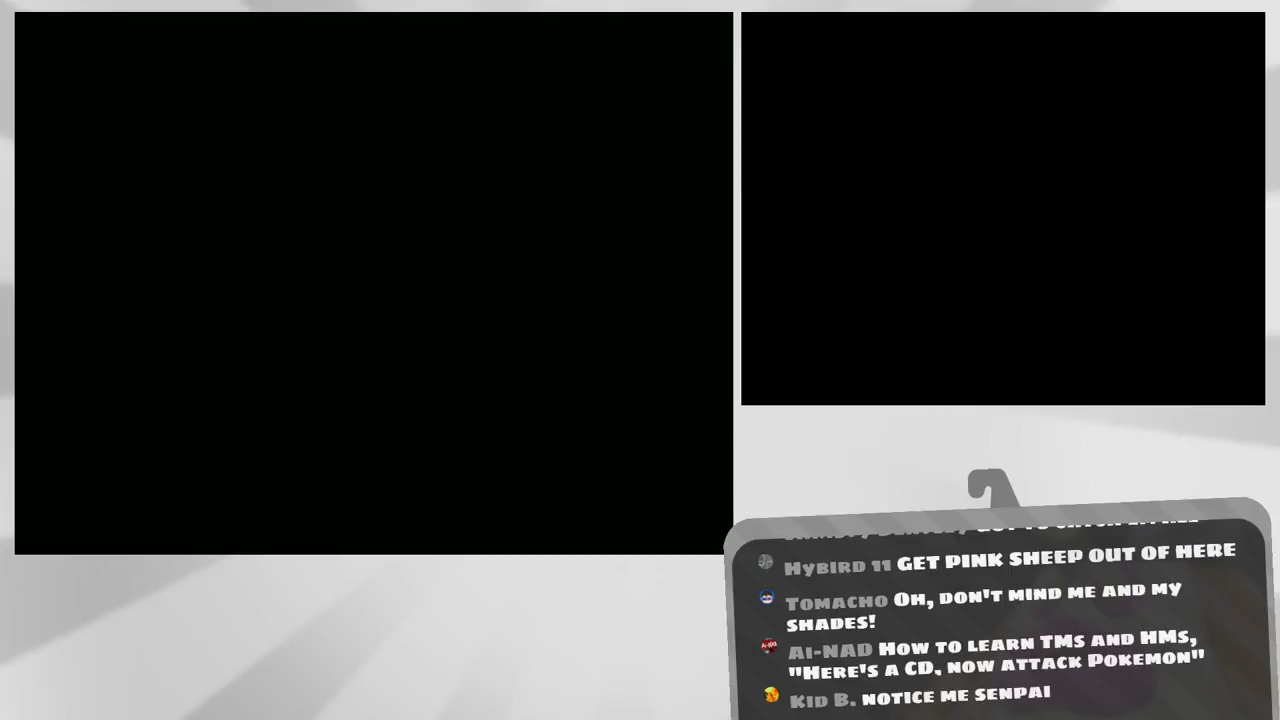 Hybird 11 GET PINK SHEEP OUT OF HERE
Tomacho Oh, don't mind me and my
shades!
Ai-NAD How to learn TMs and HMs,
"Here's a CD, now attack Pokemon"
Kid B. notice me senpai